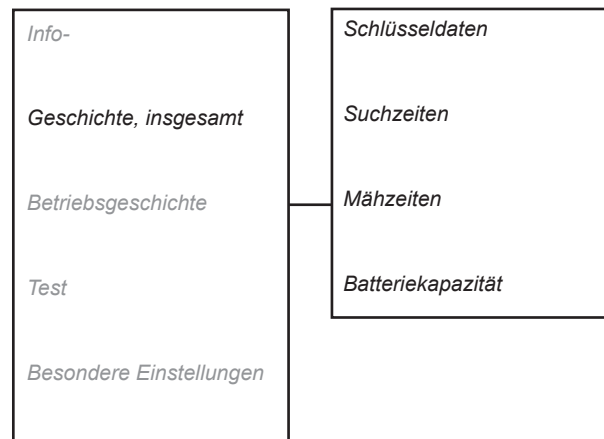 Info-
Geschichte, insgesamt
Betriebsgeschichte
Test
Besondere Einstellungen
Schlüsseldaten
Suchzeiten
Mähzeiten
Batteriekapazität